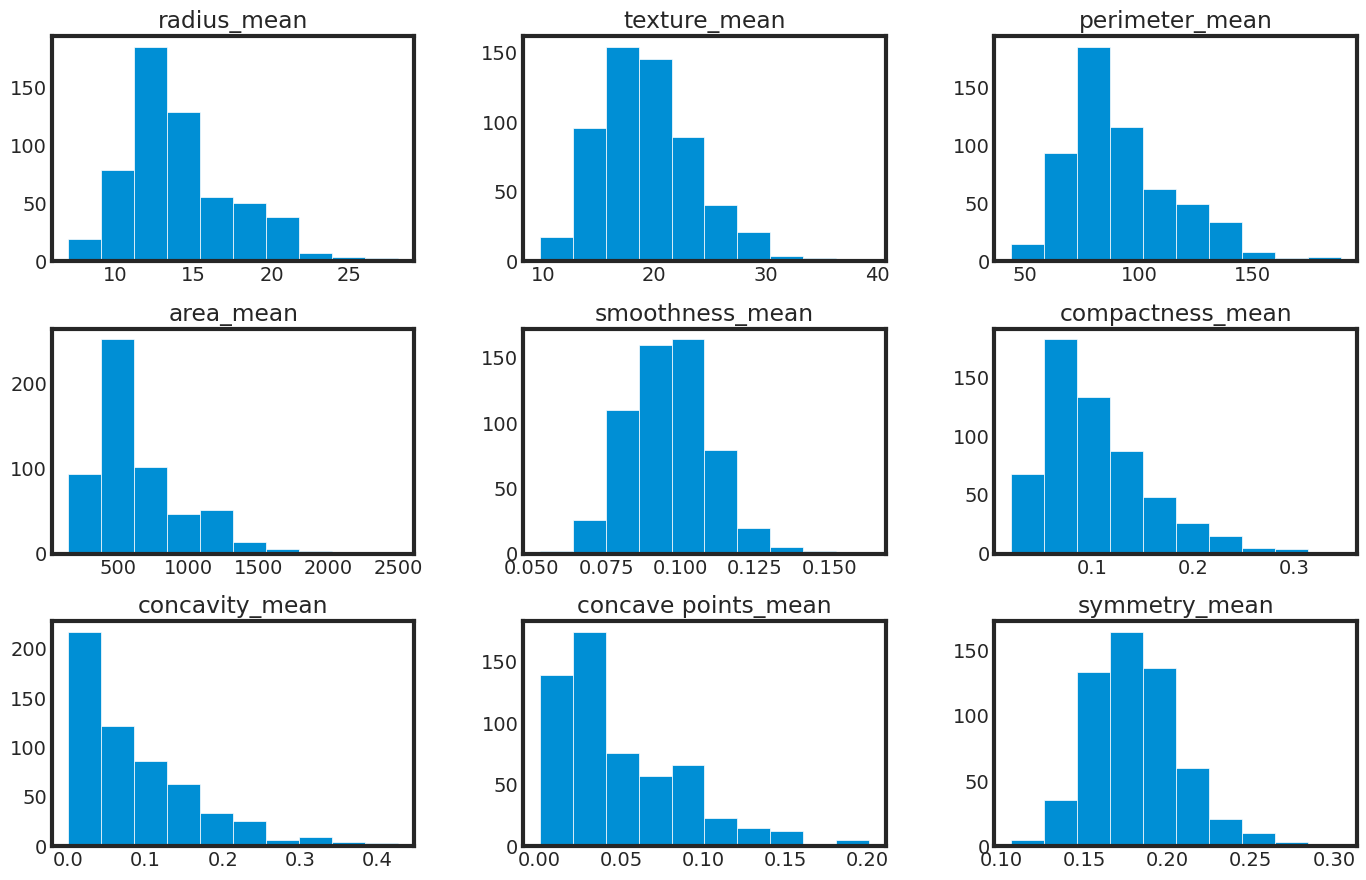 radius_mean texture_mean perimeter_mean
150 150 150
100 100 100
50 50 50
0 0 0
10 15 20 25 10 20 30 40 50 100 150
area_mean smoothness_mean compactness_mean
200 150 150
100 100 100
50 50
0 0 0
500 1000 1500 2000 2500 0.050 0.075 0.100 0.125 0.150 0.1 0.2 0.3
concavity_mean concave points_mean symmetry_mean
200 150 150
150 100 100
100 50 50
50
0 0 0
0.0 0.1 0.2 0.3 0.4 0.00 0.05 0.10 0.15 0.20 0.10 0.15 0.20 0.25 0.30